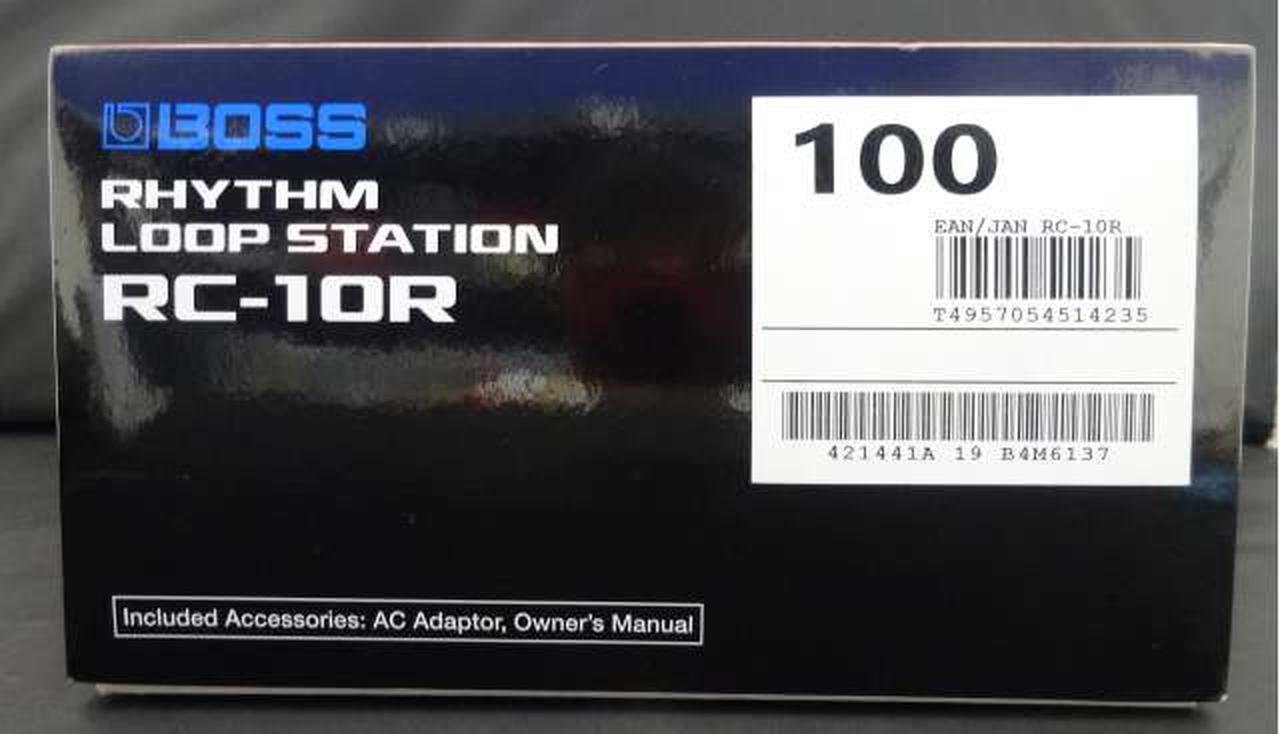 BOSS
RHYTHM
LOOP STATION
RC-10R
100
EAN/JAN RC-10R
T4957054514235
421441A 19 B4M6137
Included Accessories: AC Adaptor, Owner's Manual